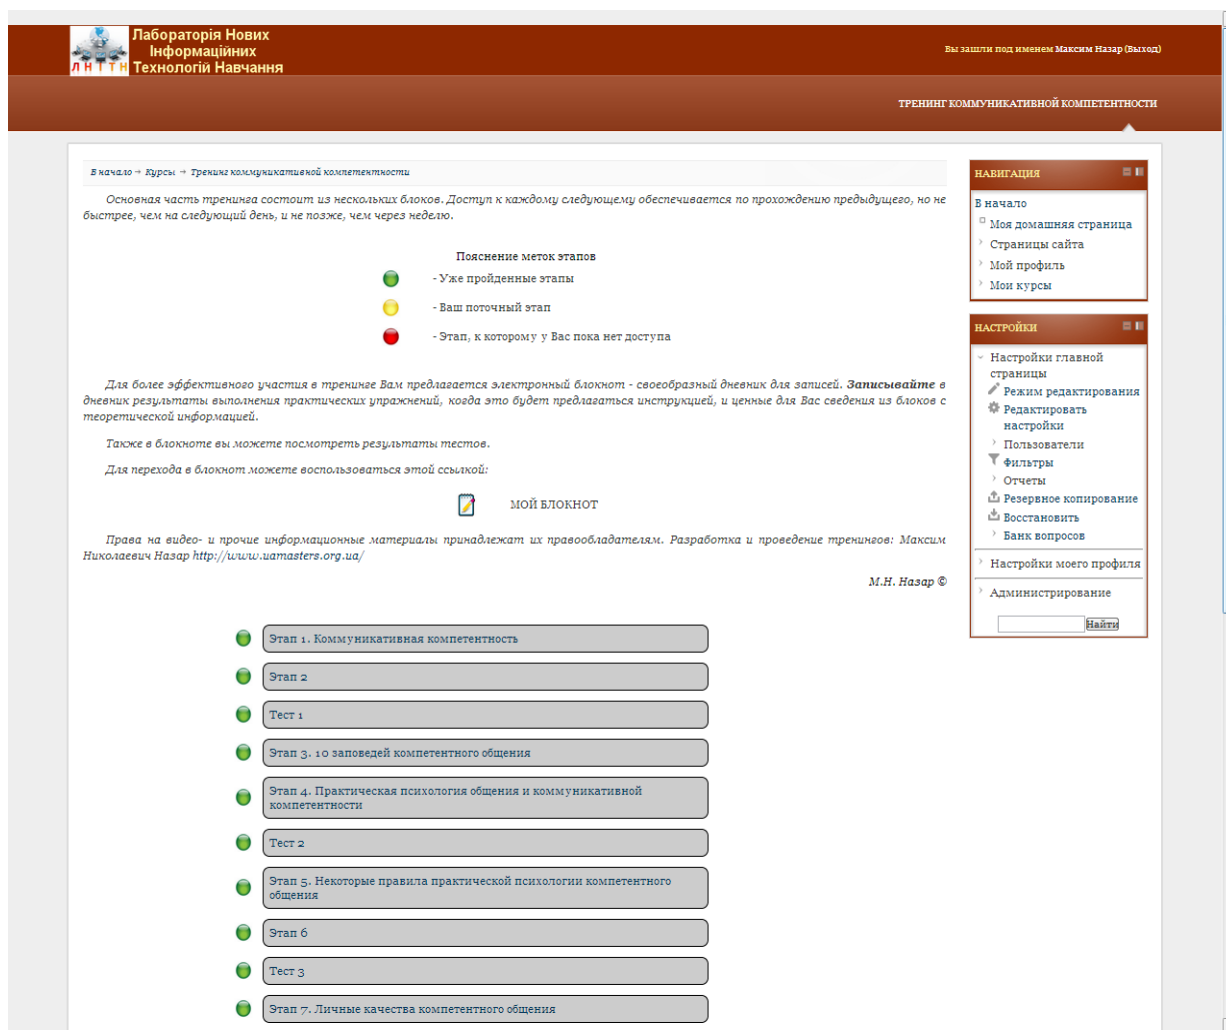 Лабораторія Нових
Інформаційних
Технологій Навчання
ЛНІТН
Вы зашли под именем Максим Назар (Выход)
ТРЕНИНГ КОММУНИКАТИВНОЙ КОМПЕТЕНТНОСТИ
В начало → Курсы → Тренинг коммуникативной компетентности
Основная часть тренинга состоит из нескольких блоков. Доступ к каждому следующему обеспечивается по прохождению предыдущего, но не
быстрее, чем на следующий день, и не позже, чем через неделю.
Пояснение меток этапов
- Уже пройденные этапы
- Ваш поточный этап
- Этап, к которому у Вас пока нет доступа
Для более эффективного участия в тренинге Вам предлагается электронный блокнот - своеобразный дневник для записей. Записывайте в
дневник результаты выполнения практических упражнений, когда это будет предлагаться инструкцией, и ценные для Вас сведения из блоков с
теоретической информацией.
Также в блокноте вы можете посмотреть результаты тестов.
Для перехода в блокнот можете воспользоваться этой ссылкой:
МОЙ БЛОКНОТ
Права на видео- и прочие информационные материалы принадлежат их правообладателям. Разработка и проведение тренингов: Максим
Николаевич Назар http://www.uamasters.org.ua/
М.Н. Назар ©
Этап 1. Коммуникативная компетентность
Этап 2
Тест 1
Этап 3. 10 заповедей компетентного общения
Этап 4. Практическая психология общения и коммуникативной
компетентности
Тест 2
Этап 5. Некоторые правила практической психологии компетентного
общения
Этап 6
Тест 3
Этап 7. Личные качества компетентного общения
НАВИГАЦИЯ
В начало
Моя домашняя страница
Страницы сайта
Мой профиль
Мои курсы
НАСТРОЙКИ
Настройки главной
страницы
Режим редактирования
Редактировать
настройки
Пользователи
Фильтры
Отчеты
Резервное копирование
Восстановить
Банк вопросов
Настройки моего профиля
Администрирование
Найти